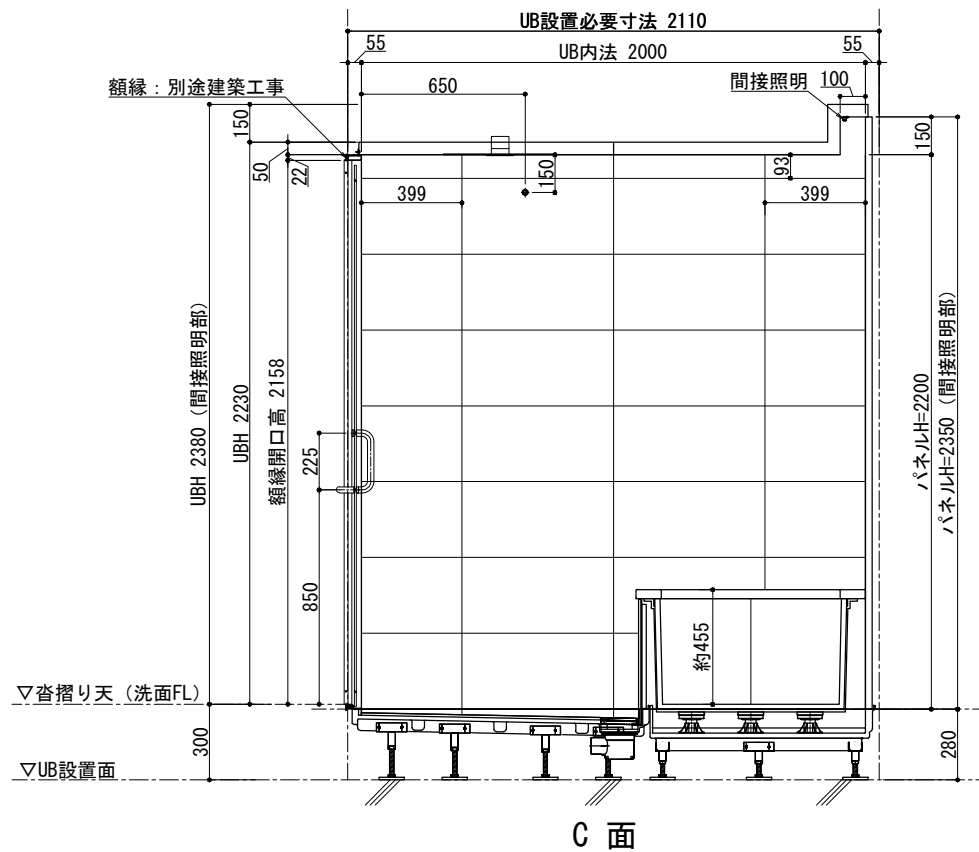 UB設置必要寸法 2110
55
UB内法 2000
55
額縁：別途建築工事
650
間接照明
100
150
50
22
150
93
150
399
399
UBH 2380 (間接照明部)
UBH 2230
額縁開口高 2158
225
850
パネルH=2200
パネルH=2350 (間接照明部)
約455
▽沓摺り天 (洗面FL)
300
280
▽UB設置面
C 面